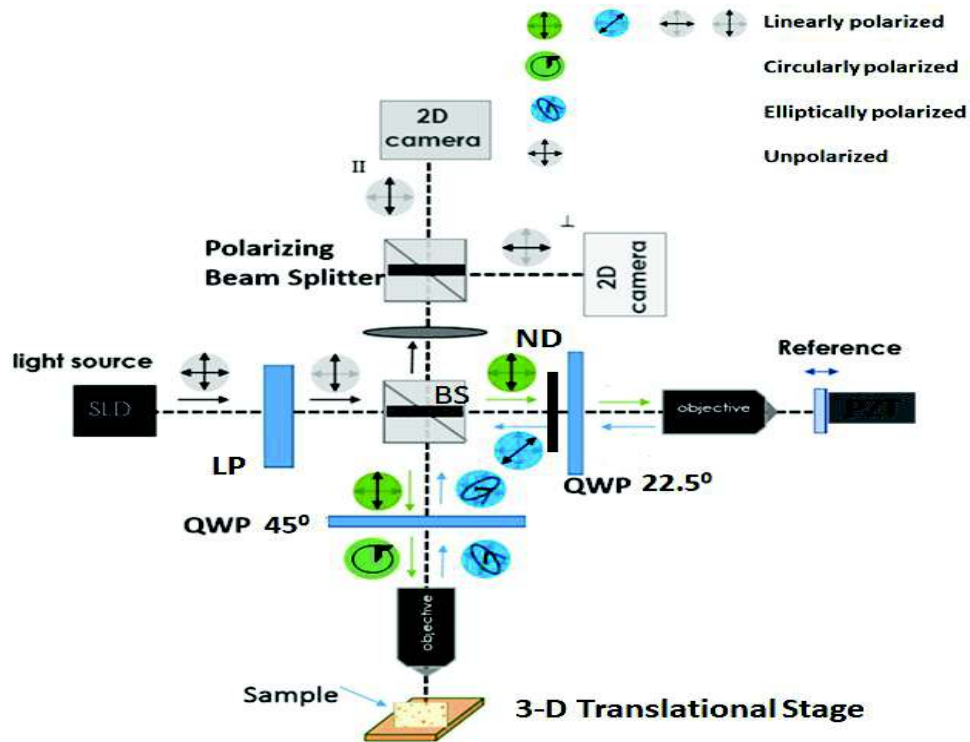 Linearly polarized
Circularly polarized
Elliptically polarized
Unpolarized
2D
camera
II
⊥
Polarizing
Beam Splitter
2D
camera
light source
ND
Reference
SLD
BS
objective
PZT
LP
QWP 22.5⁰
QWP 45⁰
objective
Sample
3-D Translational Stage